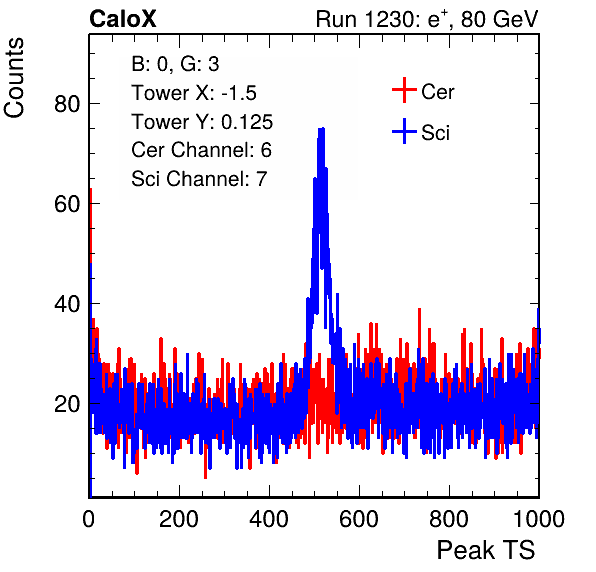 CaloX Run 1230: e⁺, 80 GeV
Counts
B: 0, G: 3
Tower X: -1.5
Tower Y: 0.125
Cer Channel: 6
Sci Channel: 7
Cer
Sci
80
60
40
20
0 200 400 600 800 1000
Peak TS